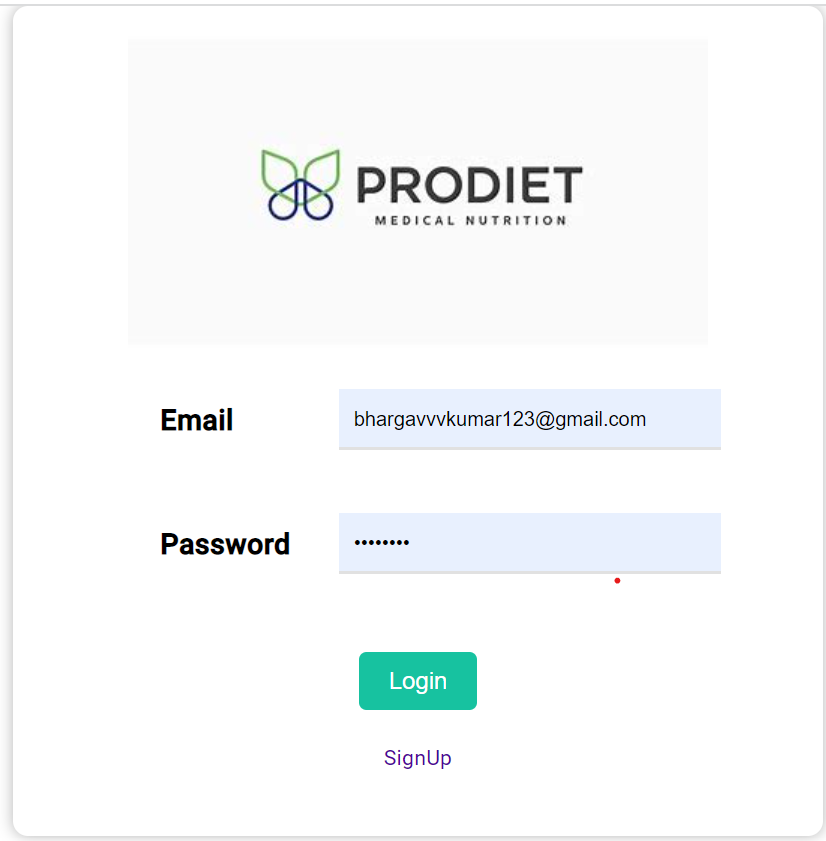 PRODIET
MEDICAL NUTRITION
Email
bhargavvvkumar123@gmail.com
Password
••••••••
Login
SignUp